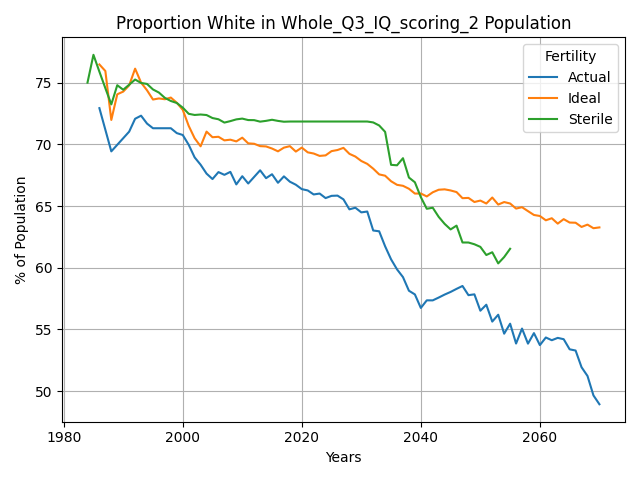 Proportion White in Whole_Q3_IQ_scoring_2 Population
Fertility
Actual
Ideal
Sterile
% of Population
75
70
65
60
55
50
1980
2000
2020
2040
2060
Years